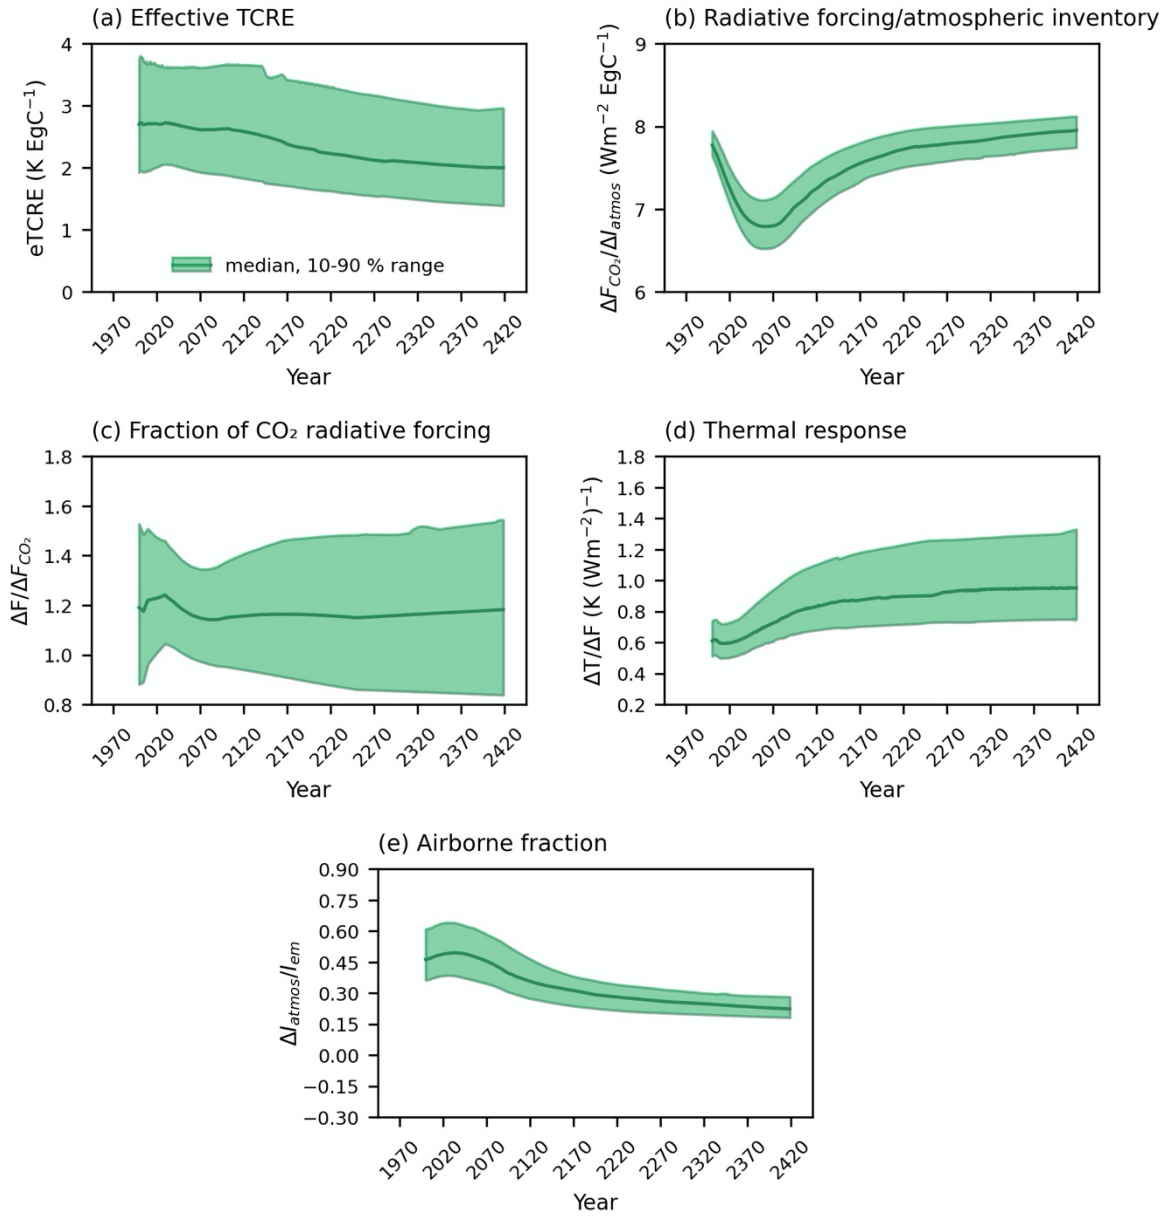 (a) Effective TCRE
eTCRE (K EgC⁻¹)
4
3
2
1
0
median, 10-90 % range
1970 2020 2070 2120 2170 2220 2270 2320 2370 2420
Year
(b) Radiative forcing/atmospheric inventory
ΔF_CO₂/ΔI_atmos (Wm⁻² EgC⁻¹)
9
8
7
6
1970 2020 2070 2120 2170 2220 2270 2320 2370 2420
Year
(c) Fraction of CO₂ radiative forcing
ΔF/ΔF_CO₂
1.8
1.6
1.4
1.2
1.0
0.8
1970 2020 2070 2120 2170 2220 2270 2320 2370 2420
Year
(d) Thermal response
ΔT/ΔF (K (Wm⁻²)⁻¹)
1.8
1.6
1.4
1.2
1.0
0.8
0.6
0.4
0.2
1970 2020 2070 2120 2170 2220 2270 2320 2370 2420
Year
(e) Airborne fraction
ΔI_atmos/I_em
0.90
0.75
0.60
0.45
0.30
0.15
0.00
−0.15
−0.30
1970 2020 2070 2120 2170 2220 2270 2320 2370 2420
Year